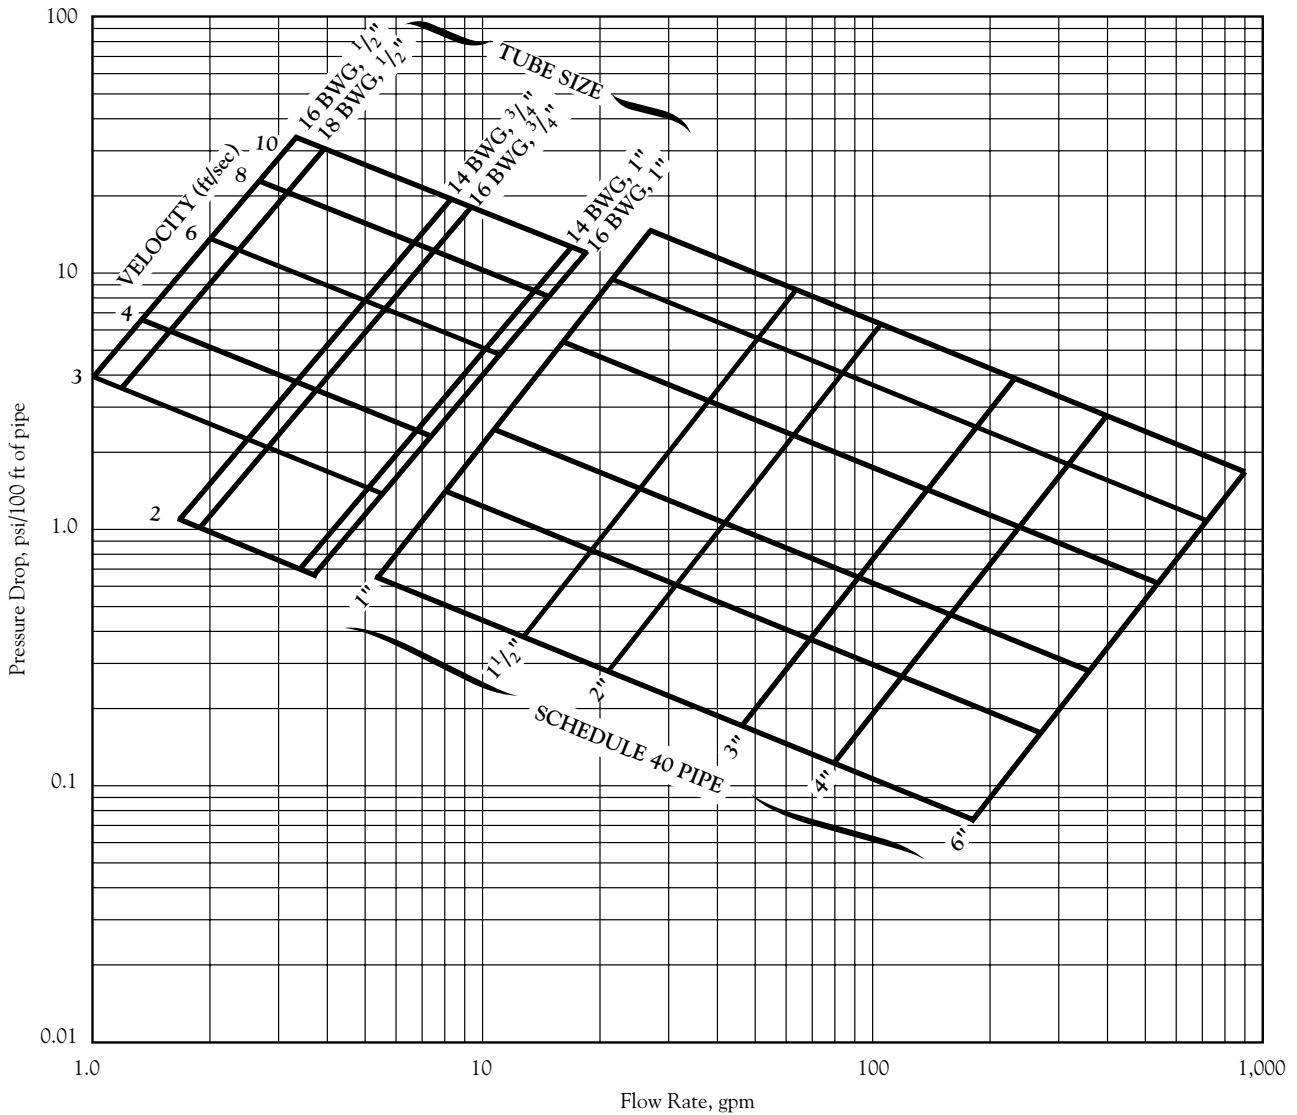 100
10
1.0
0.1
0.01
Pressure Drop, psi/100 ft of pipe
1.0
10
100
1,000
Flow Rate, gpm
TUBE SIZE
16 BWG, 1/2"
18 BWG, 1/2"
14 BWG, 3/4"
16 BWG, 3/4"
14 BWG, 1"
16 BWG, 1"
VELOCITY (ft/sec)
10
8
6
4
3
2
1"
1 1/2"
2"
3"
4"
6"
SCHEDULE 40 PIPE